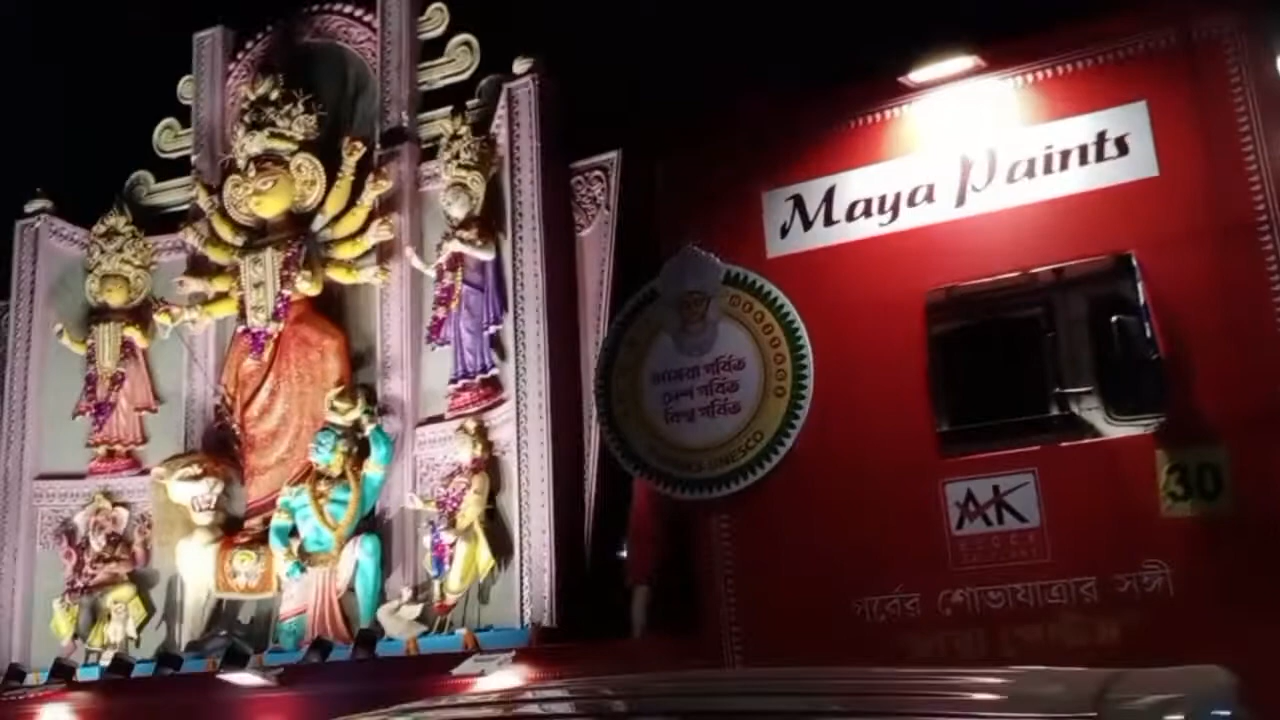 Maya Paints
আমরা গর্বিত
দেশ গর্বিত
বিশ্ব গর্বিত
UNESCO
30
AK
গর্বের শোভাযাত্রার সঙ্গী